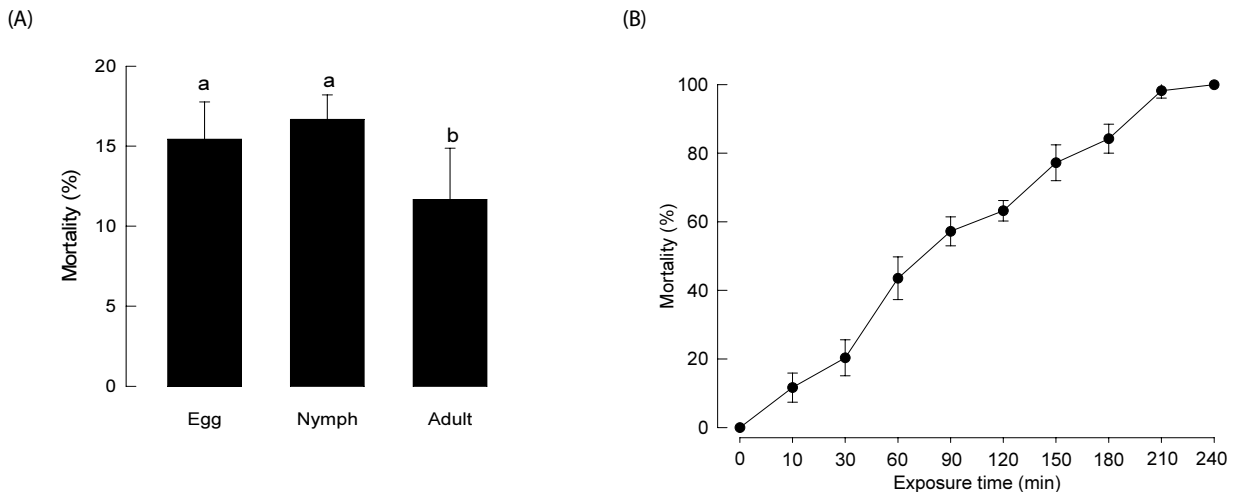 (A)
(B)
20
15
10
5
0
Mortality (%)
a
a
b
Egg Nymph Adult
100
80
60
40
20
0
Mortality (%)
0 10 30 60 90 120 150 180 210 240
Exposure time (min)